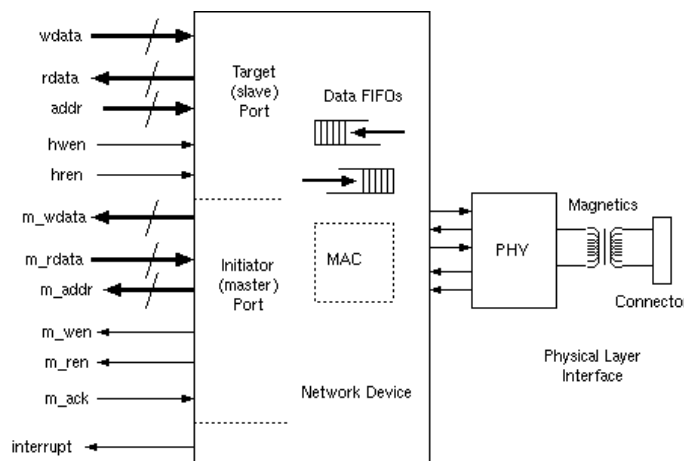 wdata
rdata
addr
hwen
hren
m_wdata
m_rdata
m_addr
m_wen
m_ren
m_ack
interrupt
Target
(slave)
Port
Data FIFOs
Initiator
(master)
Port
MAC
Network Device
PHY
Magnetics
Connecto
Physical Layer
Interface